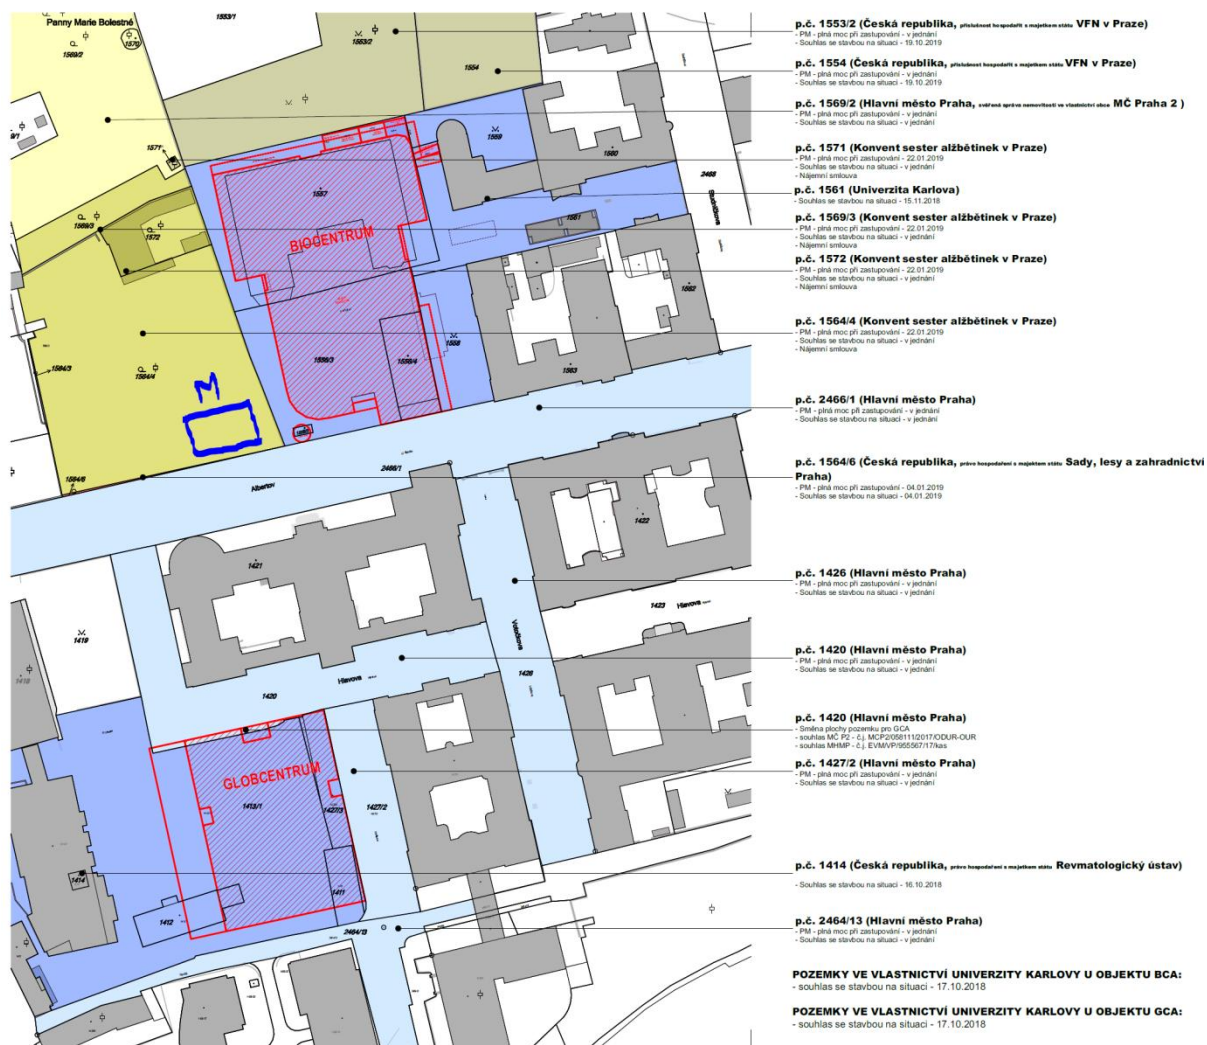 Panny Marie Bolestné
1553/1
1570
1569/2
1553/2
1554
1571
1559
1560
2468
Studničkova
1557
1561
1569/3
1572
BIOCENTRUM
1562
1556/3
1556/4
1558
1563
1564/3
1564/4
M
2466/1
1564/6
Albertov
1422
1421
1423
Hlavova
1419
1418
Votočkova
Hlavova
1420
1426
GLOBCENTRUM
1413/1
1427/3
1427/2
1414
1411
1412
2464/13
p.č. 1553/2 (Česká republika, příslušnost hospodařit s majetkem státu VFN v Praze)
- PM - plná moc při zastupování - v jednání
- Souhlas se stavbou na situaci - 19.10.2019
p.č. 1554 (Česká republika, příslušnost hospodařit s majetkem státu VFN v Praze)
- PM - plná moc při zastupování - v jednání
- Souhlas se stavbou na situaci - 19.10.2019
p.č. 1569/2 (Hlavní město Praha, svěřená správa nemovitostí ve vlastnictví obce MČ Praha 2 )
- PM - plná moc při zastupování - v jednání
- Souhlas se stavbou na situaci - v jednání
p.č. 1571 (Konvent sester alžbětinek v Praze)
- PM - plná moc při zastupování - 22.01.2019
- Souhlas se stavbou na situaci - v jednání
- Nájemní smlouva
p.č. 1561 (Univerzita Karlova)
- Souhlas se stavbou na situaci - 15.11.2018
p.č. 1569/3 (Konvent sester alžbětinek v Praze)
- PM - plná moc při zastupování - 22.01.2019
- Souhlas se stavbou na situaci - v jednání
- Nájemní smlouva
p.č. 1572 (Konvent sester alžbětinek v Praze)
- PM - plná moc při zastupování - 22.01.2019
- Souhlas se stavbou na situaci - v jednání
- Nájemní smlouva
p.č. 1564/4 (Konvent sester alžbětinek v Praze)
- PM - plná moc při zastupování - 22.01.2019
- Souhlas se stavbou na situaci - v jednání
- Nájemní smlouva
p.č. 2466/1 (Hlavní město Praha)
- PM - plná moc při zastupování - v jednání
- Souhlas se stavbou na situaci - v jednání
p.č. 1564/6 (Česká republika, právo hospodaření s majetkem státu Sady, lesy a zahradnictví
Praha)
- PM - plná moc při zastupování - 04.01.2019
- Souhlas se stavbou na situaci - 04.01.2019
p.č. 1426 (Hlavní město Praha)
- PM - plná moc při zastupování - v jednání
- Souhlas se stavbou na situaci - v jednání
p.č. 1420 (Hlavní město Praha)
- PM - plná moc při zastupování - v jednání
- Souhlas se stavbou na situaci - v jednání
p.č. 1420 (Hlavní město Praha)
- Směna plochy pozemku pro GCA
- souhlas MČ P2 - č.j. MCP2/058111/2017/ODUR-OUR
- souhlas MHMP - č.j. EVM/VP/955567/17/kas
p.č. 1427/2 (Hlavní město Praha)
- PM - plná moc při zastupování - v jednání
- Souhlas se stavbou na situaci - v jednání
p.č. 1414 (Česká republika, právo hospodaření s majetkem státu Revmatologický ústav)
- Souhlas se stavbou na situaci - 16.10.2018
p.č. 2464/13 (Hlavní město Praha)
- PM - plná moc při zastupování - v jednání
- Souhlas se stavbou na situaci - v jednání
POZEMKY VE VLASTNICTVÍ UNIVERZITY KARLOVY U OBJEKTU BCA:
- souhlas se stavbou na situaci - 17.10.2018
POZEMKY VE VLASTNICTVÍ UNIVERZITY KARLOVY U OBJEKTU GCA:
- souhlas se stavbou na situaci - 17.10.2018